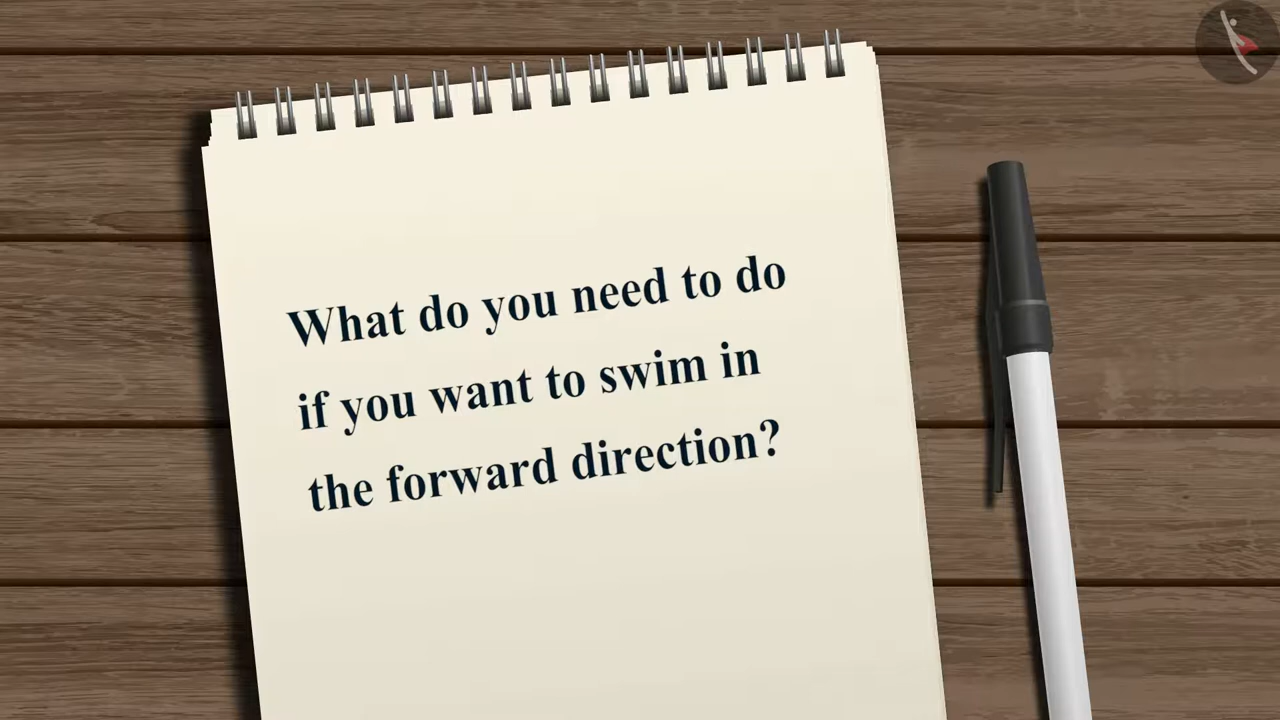 What do you need to do
if you want to swim in
the forward direction?